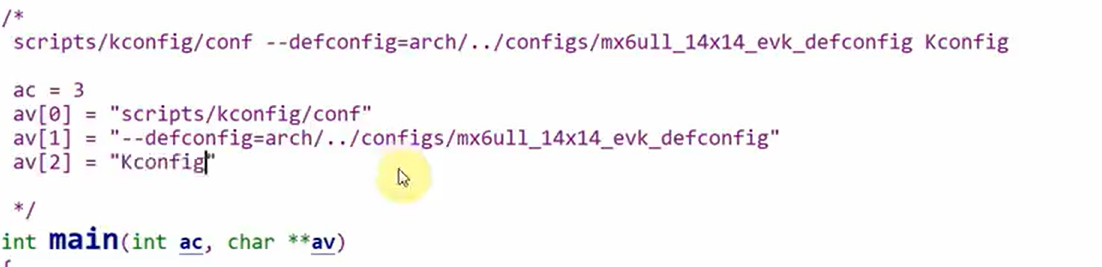 /*
scripts/kconfig/conf --defconfig=arch/../configs/mx6ull_14x14_evk_defconfig Kconfig
ac = 3
av[0] = "scripts/kconfig/conf"
av[1] = "--defconfig=arch/../configs/mx6ull_14x14_evk_defconfig"
av[2] = "Kconfig"
*/
int main(int ac, char **av)
{